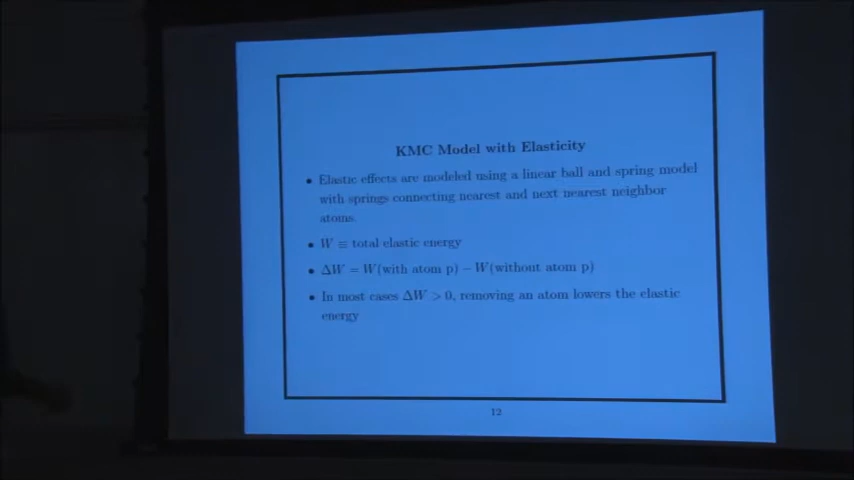 KMC Model with Elasticity
• Elastic effects are modeled using a linear ball and spring model
with springs connecting nearest and next nearest neighbor
atoms.
• W ≡ total elastic energy
• ΔW = W(with atom p) − W(without atom p)
• In most cases ΔW > 0, removing an atom lowers the elastic
energy
12